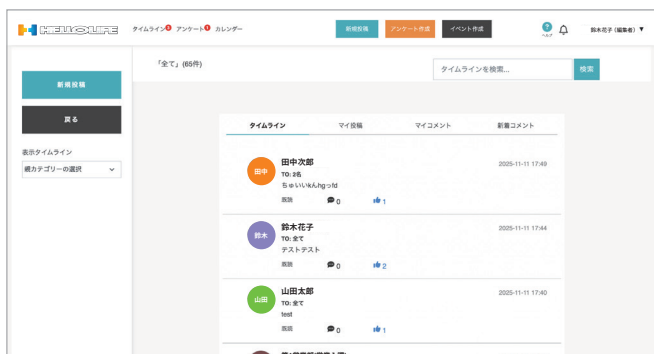 HELLO LIFE
タイムライン アンケート カレンダー
新規投稿 アンケート作成 イベント作成
ヘルプ
鈴木花子 (編集者) ▼
新規投稿
戻る
表示タイムライン
親カテゴリーの選択
「全て」(65件)
タイムラインを検索...
検索
タイムライン マイ投稿 マイコメント 新着コメント
田中
田中次郎
2025-11-11 17:49
TO: 2名
ちゅいいkんhgっfd
既読 0 1
鈴木
鈴木花子
2025-11-11 17:44
TO: 全て
テストテスト
既読 0 2
山田
山田太郎
2025-11-11 17:40
TO: 全て
test
既読 0 1